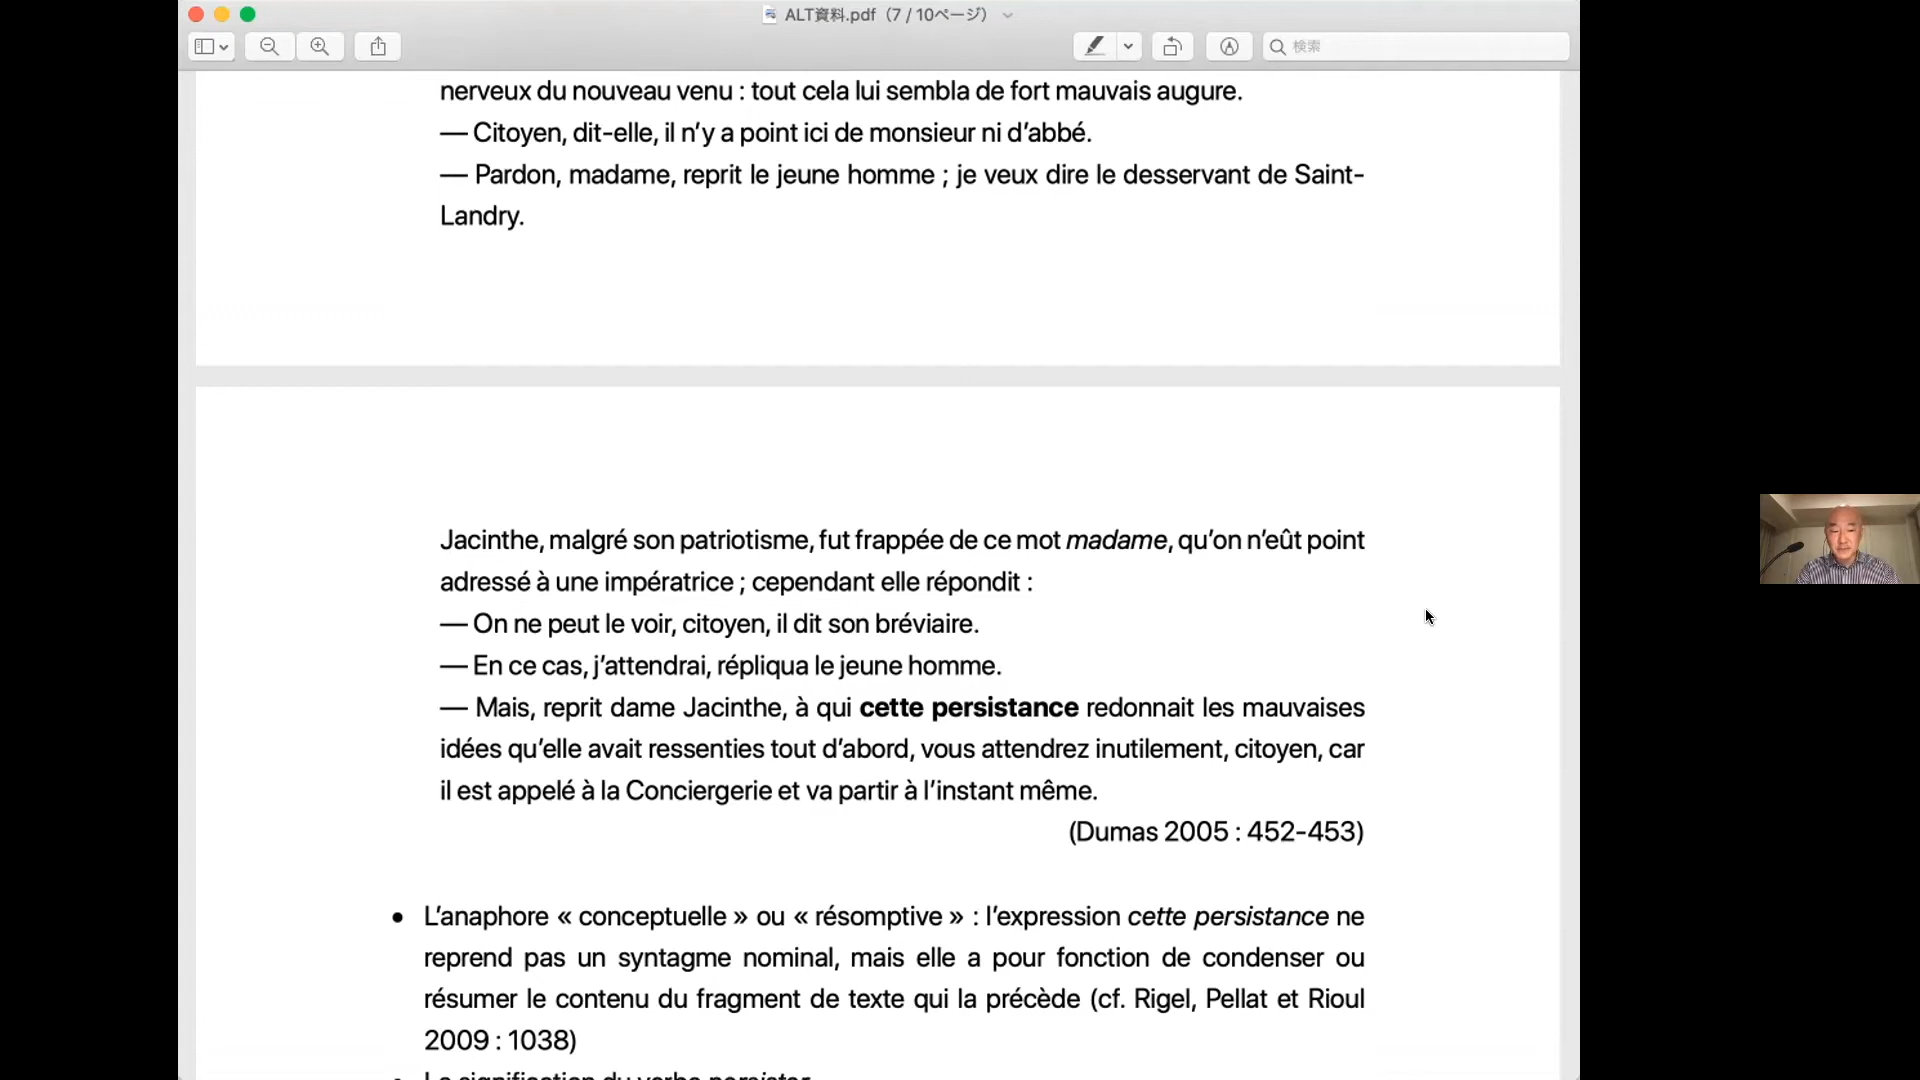 ALT資料.pdf（7 / 10ページ）
検索
nerveux du nouveau venu : tout cela lui sembla de fort mauvais augure.
— Citoyen, dit-elle, il n’y a point ici de monsieur ni d’abbé.
— Pardon, madame, reprit le jeune homme ; je veux dire le desservant de Saint-
Landry.
Jacinthe, malgré son patriotisme, fut frappée de ce mot madame, qu’on n’eût point
adressé à une impératrice ; cependant elle répondit :
— On ne peut le voir, citoyen, il dit son bréviaire.
— En ce cas, j’attendrai, répliqua le jeune homme.
— Mais, reprit dame Jacinthe, à qui cette persistance redonnait les mauvaises
idées qu’elle avait ressenties tout d’abord, vous attendrez inutilement, citoyen, car
il est appelé à la Conciergerie et va partir à l’instant même.
(Dumas 2005 : 452-453)
• L’anaphore « conceptuelle » ou « résomptive » : l’expression cette persistance ne
reprend pas un syntagme nominal, mais elle a pour fonction de condenser ou
résumer le contenu du fragment de texte qui la précède (cf. Rigel, Pellat et Rioul
2009 : 1038)
• La signification du verbe persister